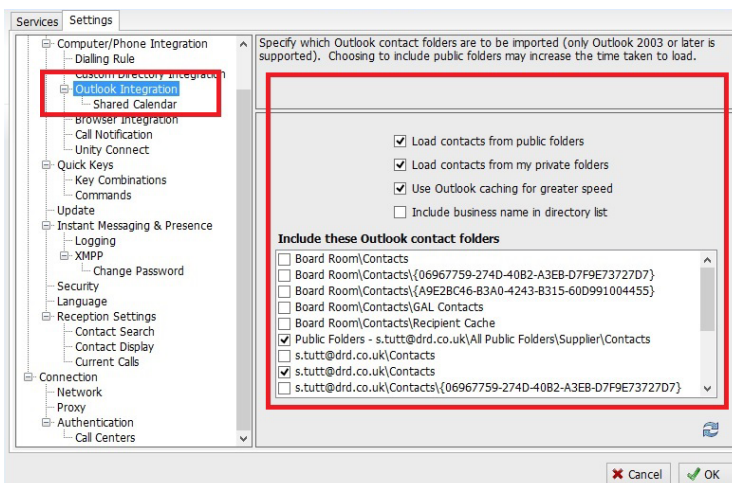 Services
Settings
Computer/Phone Integration
Dialling Rule
Custom Directory Integration
Outlook Integration
Shared Calendar
Browser Integration
Call Notification
Unity Connect
Quick Keys
Key Combinations
Commands
Update
Instant Messaging & Presence
Logging
XMPP
Change Password
Security
Language
Reception Settings
Contact Search
Contact Display
Current Calls
Connection
Network
Proxy
Authentication
Call Centers
Specify which Outlook contact folders are to be imported (only Outlook 2003 or later is
supported). Choosing to include public folders may increase the time taken to load.
Load contacts from public folders
Load contacts from my private folders
Use Outlook caching for greater speed
Include business name in directory list
Include these Outlook contact folders
Board Room\Contacts
Board Room\Contacts\{06967759-274D-40B2-A3EB-D7F9E73727D7}
Board Room\Contacts\{A9E2BC46-B3A0-4243-B315-60D991004455}
Board Room\Contacts\GAL Contacts
Board Room\Contacts\Recipient Cache
Public Folders - s.tutt@drd.co.uk\All Public Folders\Supplier\Contacts
s.tutt@drd.co.uk\Contacts
s.tutt@drd.co.uk\Contacts
s.tutt@drd.co.uk\Contacts\{06967759-274D-40B2-A3EB-D7F9E73727D7}
Cancel
OK